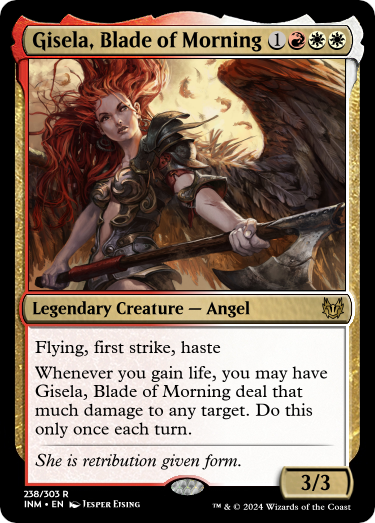 Gisela, Blade of Morning 1
Legendary Creature — Angel
Flying, first strike, haste
Whenever you gain life, you may have
Gisela, Blade of Morning deal that
much damage to any target. Do this
only once each turn.
She is retribution given form.
3/3
238/303 R
INM • EN JESPER EJSING
™ & © 2024 Wizards of the Coast